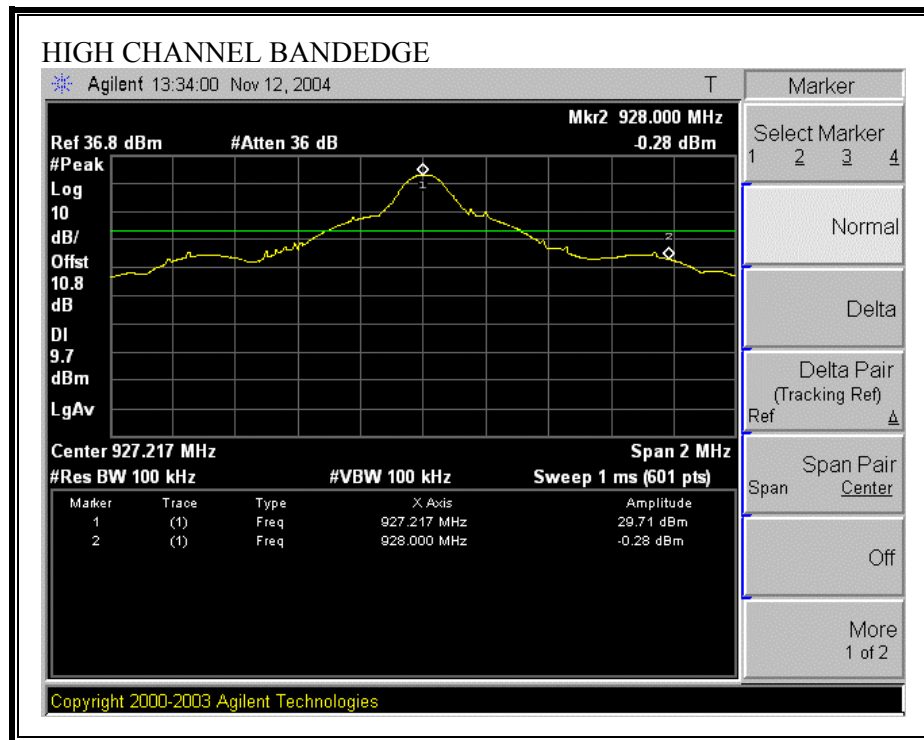 HIGH CHANNEL BANDEDGE
Agilent 13:34:00 Nov 12, 2004 T
Mkr2 928.000 MHz
Ref 36.8 dBm #Atten 36 dB -0.28 dBm
#Peak
Log
10
dB/
Offst
10.8
dB
DI
9.7
dBm
LgAv
1
2
Center 927.217 MHz Span 2 MHz
#Res BW 100 kHz #VBW 100 kHz Sweep 1 ms (601 pts)
Marker Trace Type X Axis Amplitude
1 (1) Freq 927.217 MHz 29.71 dBm
2 (1) Freq 928.000 MHz -0.28 dBm
Marker
Select Marker
1 2 3 4
Normal
Delta
Delta Pair
(Tracking Ref)
Ref Δ
Span Pair
Span Center
Off
More
1 of 2
Copyright 2000-2003 Agilent Technologies